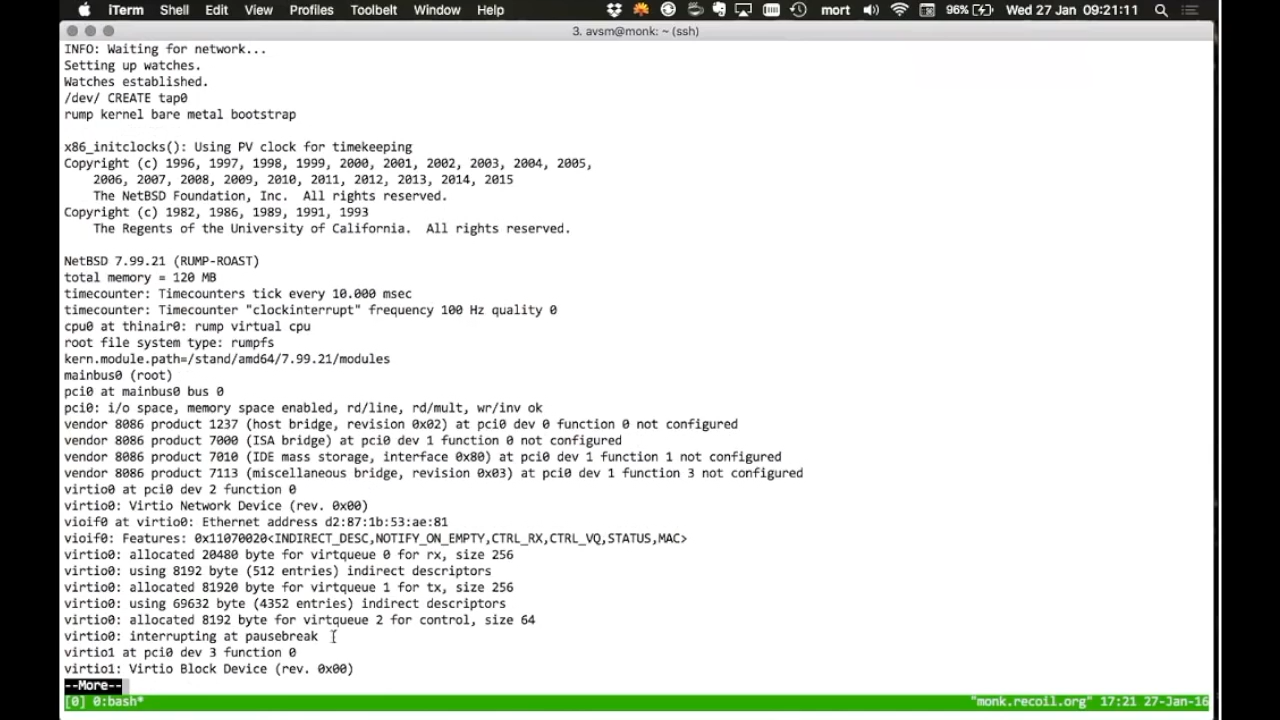 iTerm Shell Edit View Profiles Toolbelt Window Help mort 96% Wed 27 Jan 09:21:11
3. avsm@monk: ~ (ssh)
INFO: Waiting for network...
Setting up watches.
Watches established.
/dev/ CREATE tap0
rump kernel bare metal bootstrap
x86_initclocks(): Using PV clock for timekeeping
Copyright (c) 1996, 1997, 1998, 1999, 2000, 2001, 2002, 2003, 2004, 2005,
2006, 2007, 2008, 2009, 2010, 2011, 2012, 2013, 2014, 2015
The NetBSD Foundation, Inc.  All rights reserved.
Copyright (c) 1982, 1986, 1989, 1991, 1993
The Regents of the University of California.  All rights reserved.
NetBSD 7.99.21 (RUMP-ROAST)
total memory = 120 MB
timecounter: Timecounters tick every 10.000 msec
timecounter: Timecounter "clockinterrupt" frequency 100 Hz quality 0
cpu0 at thinair0: rump virtual cpu
root file system type: rumpfs
kern.module.path=/stand/amd64/7.99.21/modules
mainbus0 (root)
pci0 at mainbus0 bus 0
pci0: i/o space, memory space enabled, rd/line, rd/mult, wr/inv ok
vendor 8086 product 1237 (host bridge, revision 0x02) at pci0 dev 0 function 0 not configured
vendor 8086 product 7000 (ISA bridge) at pci0 dev 1 function 0 not configured
vendor 8086 product 7010 (IDE mass storage, interface 0x80) at pci0 dev 1 function 1 not configured
vendor 8086 product 7113 (miscellaneous bridge, revision 0x03) at pci0 dev 1 function 3 not configured
virtio0 at pci0 dev 2 function 0
virtio0: Virtio Network Device (rev. 0x00)
vioif0 at virtio0: Ethernet address d2:87:1b:53:ae:81
vioif0: Features: 0x11070020<INDIRECT_DESC,NOTIFY_ON_EMPTY,CTRL_RX,CTRL_VQ,STATUS,MAC>
virtio0: allocated 20480 byte for virtqueue 0 for rx, size 256
virtio0: using 8192 byte (512 entries) indirect descriptors
virtio0: allocated 81920 byte for virtqueue 1 for tx, size 256
virtio0: using 69632 byte (4352 entries) indirect descriptors
virtio0: allocated 8192 byte for virtqueue 2 for control, size 64
virtio0: interrupting at pausebreak
virtio1 at pci0 dev 3 function 0
virtio1: Virtio Block Device (rev. 0x00)
--More--
[0] 0:bash* "monk.recoil.org" 17:21 27-Jan-16